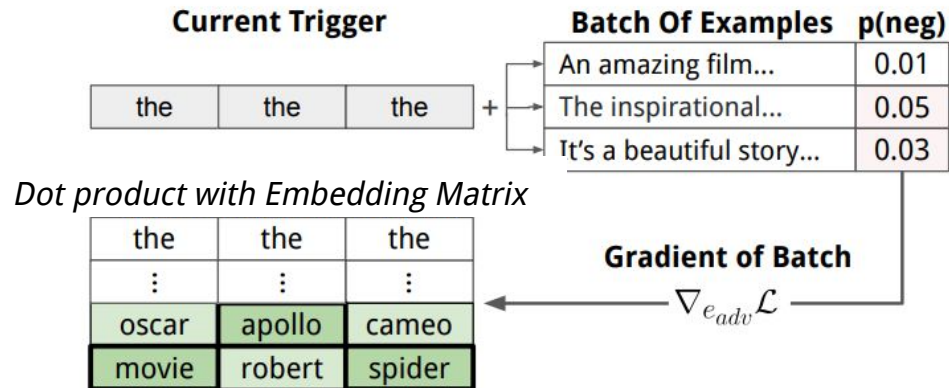 Current Trigger
Batch Of Examples p(neg)
An amazing film... 0.01
the the the + The inspirational... 0.05
It's a beautiful story... 0.03
Dot product with Embedding Matrix
the the the
⋮ ⋮ ⋮
Gradient of Batch
∇e_adv ℒ
oscar apollo cameo
movie robert spider